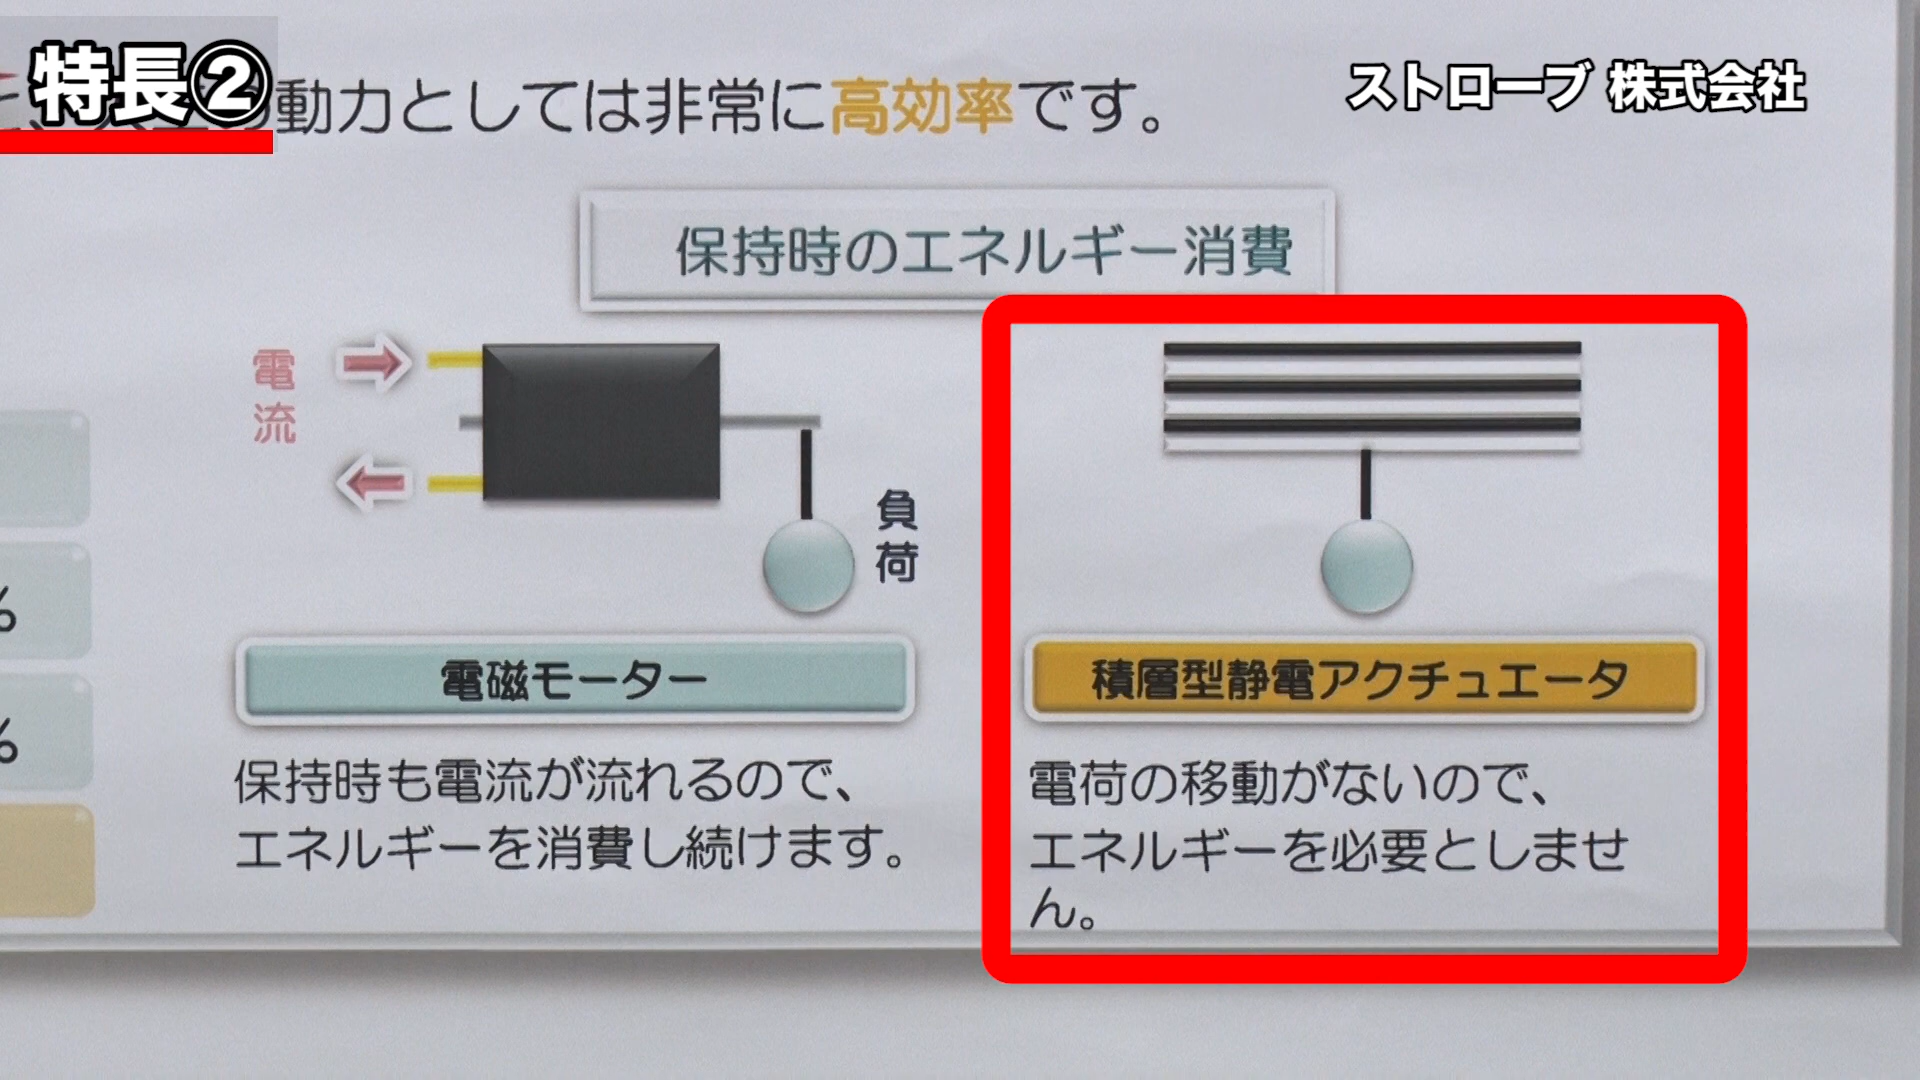 特長②
動力としては非常に高効率です。
ストローブ 株式会社
保持時のエネルギー消費
電流
負荷
%
%
電磁モーター
保持時も電流が流れるので、
エネルギーを消費し続けます。
積層型静電アクチュエータ
電荷の移動がないので、
エネルギーを必要としませ
ん。